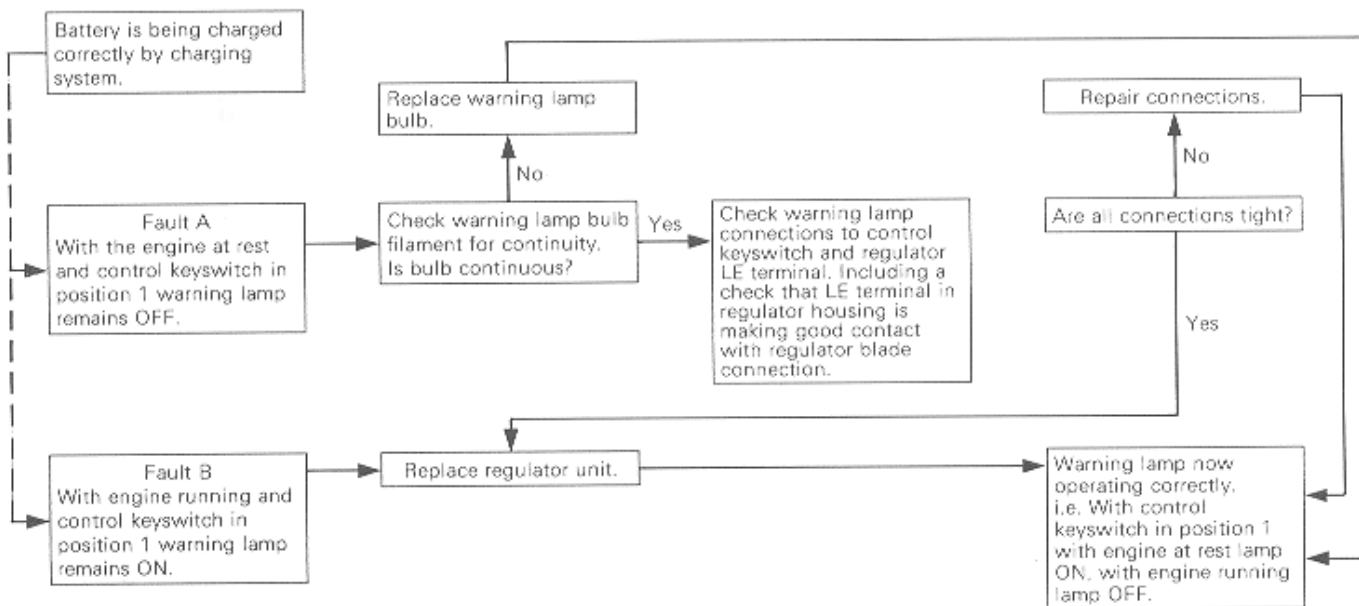 Battery is being charged
correctly by charging
system.
Replace warning lamp
bulb.
Repair connections.
No
No
Fault A
With the engine at rest
and control keyswitch in
position 1 warning lamp
remains OFF.
Check warning lamp bulb
filament for continuity.
Is bulb continuous?
Yes
Check warning lamp
connections to control
keyswitch and regulator
LE terminal. Including a
check that LE terminal in
regulator housing is
making good contact
with regulator blade
connection.
Are all connections tight?
Yes
Fault B
With engine running and
control keyswitch in
position 1 warning lamp
remains ON.
Replace regulator unit.
Warning lamp now
operating correctly.
i.e. With control
keyswitch in position 1
with engine at rest lamp
ON, with engine running
lamp OFF.